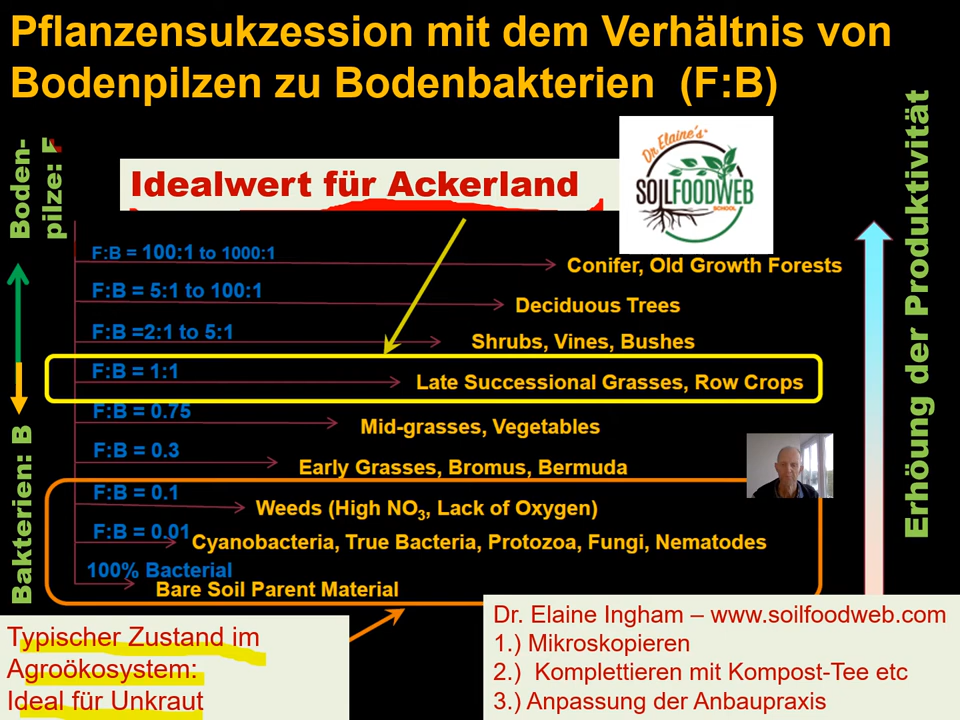 Pflanzensukzession mit dem Verhältnis von
Bodenpilzen zu Bodenbakterien (F:B)
Boden-
pilze: F
Idealwert für Ackerland
Dr. Elaine's
SOILFOODWEB
SCHOOL
Erhöung der Produktivität
F:B = 100:1 to 1000:1
Conifer, Old Growth Forests
F:B = 5:1 to 100:1
Deciduous Trees
F:B =2:1 to 5:1
Shrubs, Vines, Bushes
F:B = 1:1
Late Successional Grasses, Row Crops
F:B = 0.75
Mid-grasses, Vegetables
F:B = 0.3
Early Grasses, Bromus, Bermuda
F:B = 0.1
Weeds (High NO3, Lack of Oxygen)
F:B = 0.01
Cyanobacteria, True Bacteria, Protozoa, Fungi, Nematodes
100% Bacterial
Bare Soil Parent Material
Bakterien: B
Typischer Zustand im
Agroökosystem:
Ideal für Unkraut
Dr. Elaine Ingham – www.soilfoodweb.com
1.) Mikroskopieren
2.) Komplettieren mit Kompost-Tee etc
3.) Anpassung der Anbaupraxis